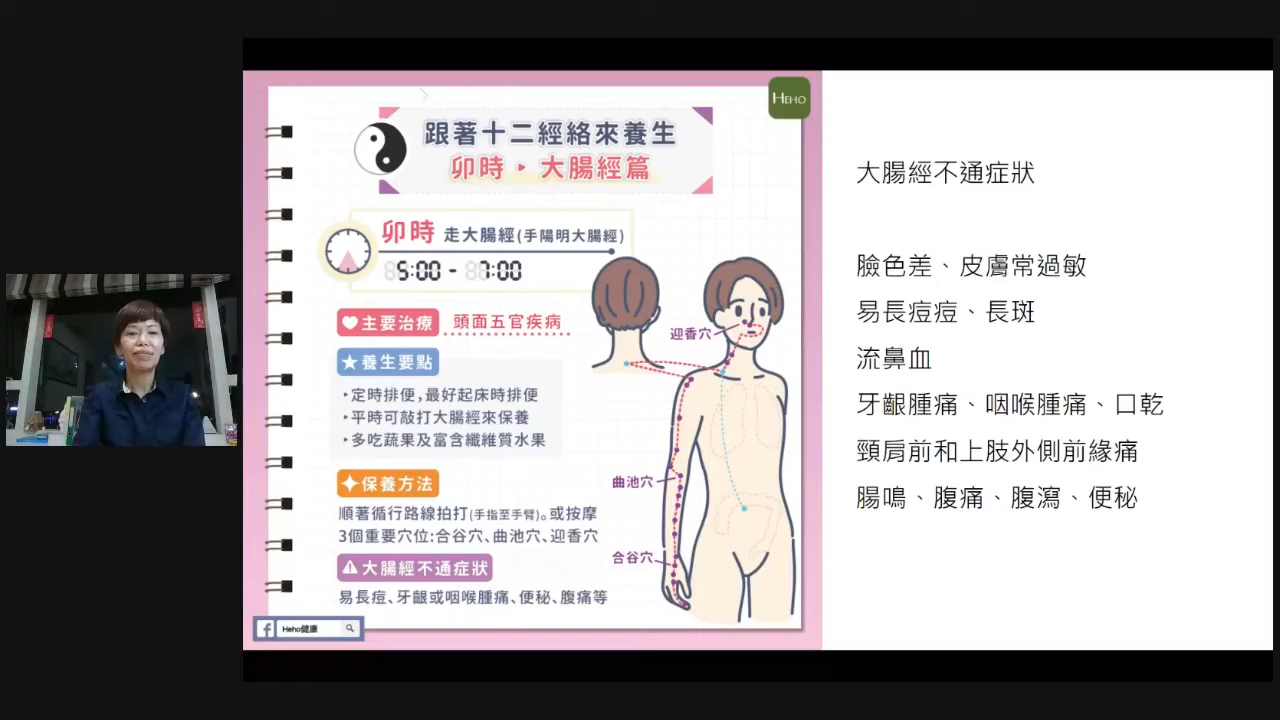 HEHO
跟著十二經絡來養生
卯時 ▸ 大腸經篇
卯時 走大腸經(手陽明大腸經)
5:00 - 7:00
主要治療 頭面五官疾病
養生要點
・定時排便,最好起床時排便
・平時可敲打大腸經來保養
・多吃蔬果及富含纖維質水果
保養方法
順著循行路線拍打(手指至手臂)。或按摩
3個重要穴位:合谷穴、曲池穴、迎香穴
大腸經不通症狀
易長痘、牙齦或咽喉腫痛、便秘、腹痛等
迎香穴
曲池穴
合谷穴
Heho健康
大腸經不通症狀
臉色差、皮膚常過敏
易長痘痘、長斑
流鼻血
牙齦腫痛、咽喉腫痛、口乾
頸肩前和上肢外側前緣痛
腸鳴、腹痛、腹瀉、便秘